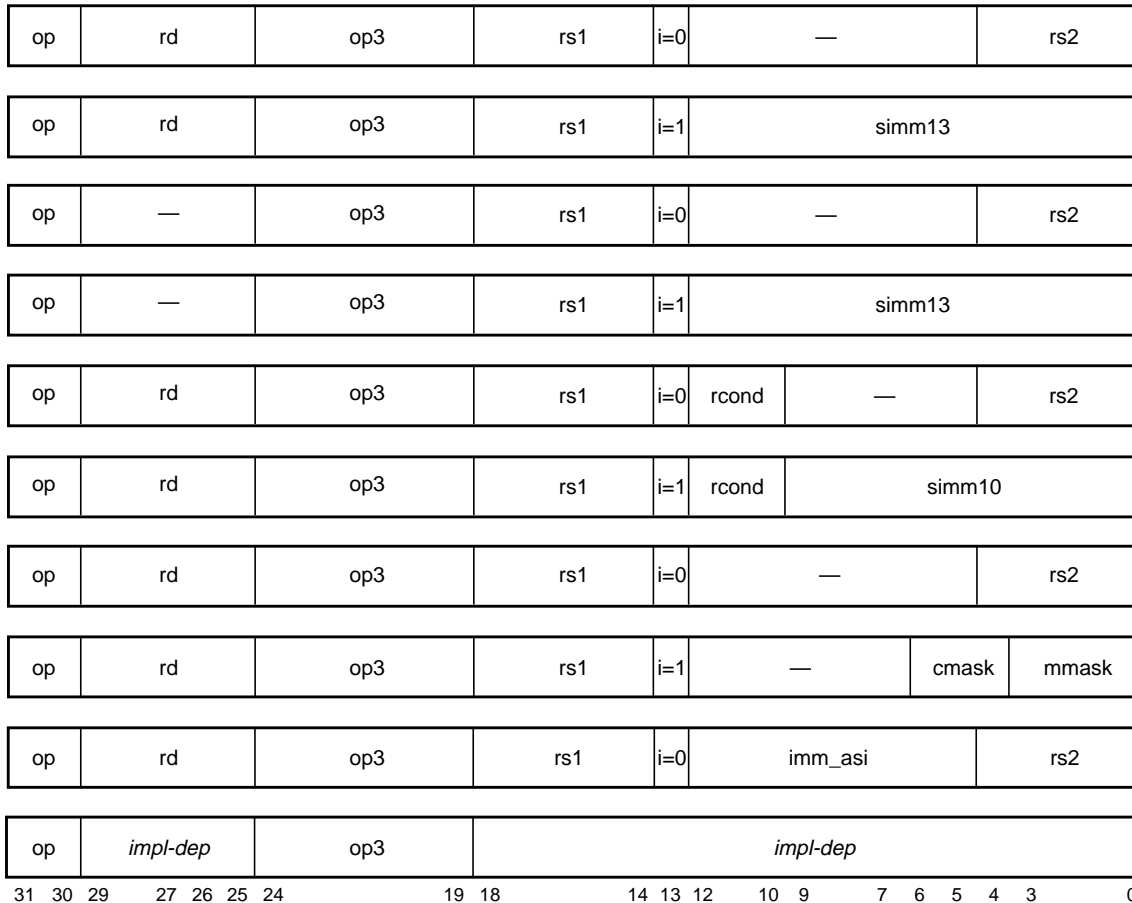 op rd op3 rs1 i=0 — rs2
op rd op3 rs1 i=1 simm13
op — op3 rs1 i=0 — rs2
op — op3 rs1 i=1 simm13
op rd op3 rs1 i=0 rcond — rs2
op rd op3 rs1 i=1 rcond simm10
op rd op3 rs1 i=0 — rs2
op rd op3 rs1 i=1 — cmask mmask
op rd op3 rs1 i=0 imm_asi rs2
op impl-dep op3 impl-dep
31 30 29 27 26 25 24 19 18 14 13 12 10 9 7 6 5 4 3 0